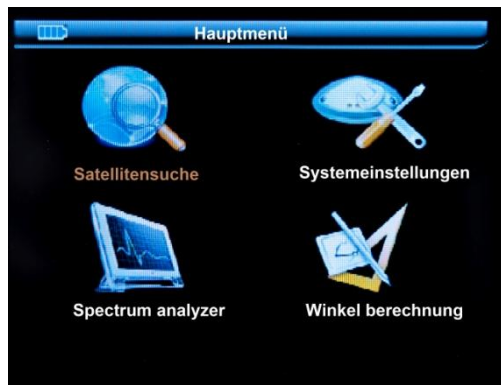 Hauptmenü
Satellitensuche
Systemeinstellungen
Spectrum analyzer
Winkel berechnung